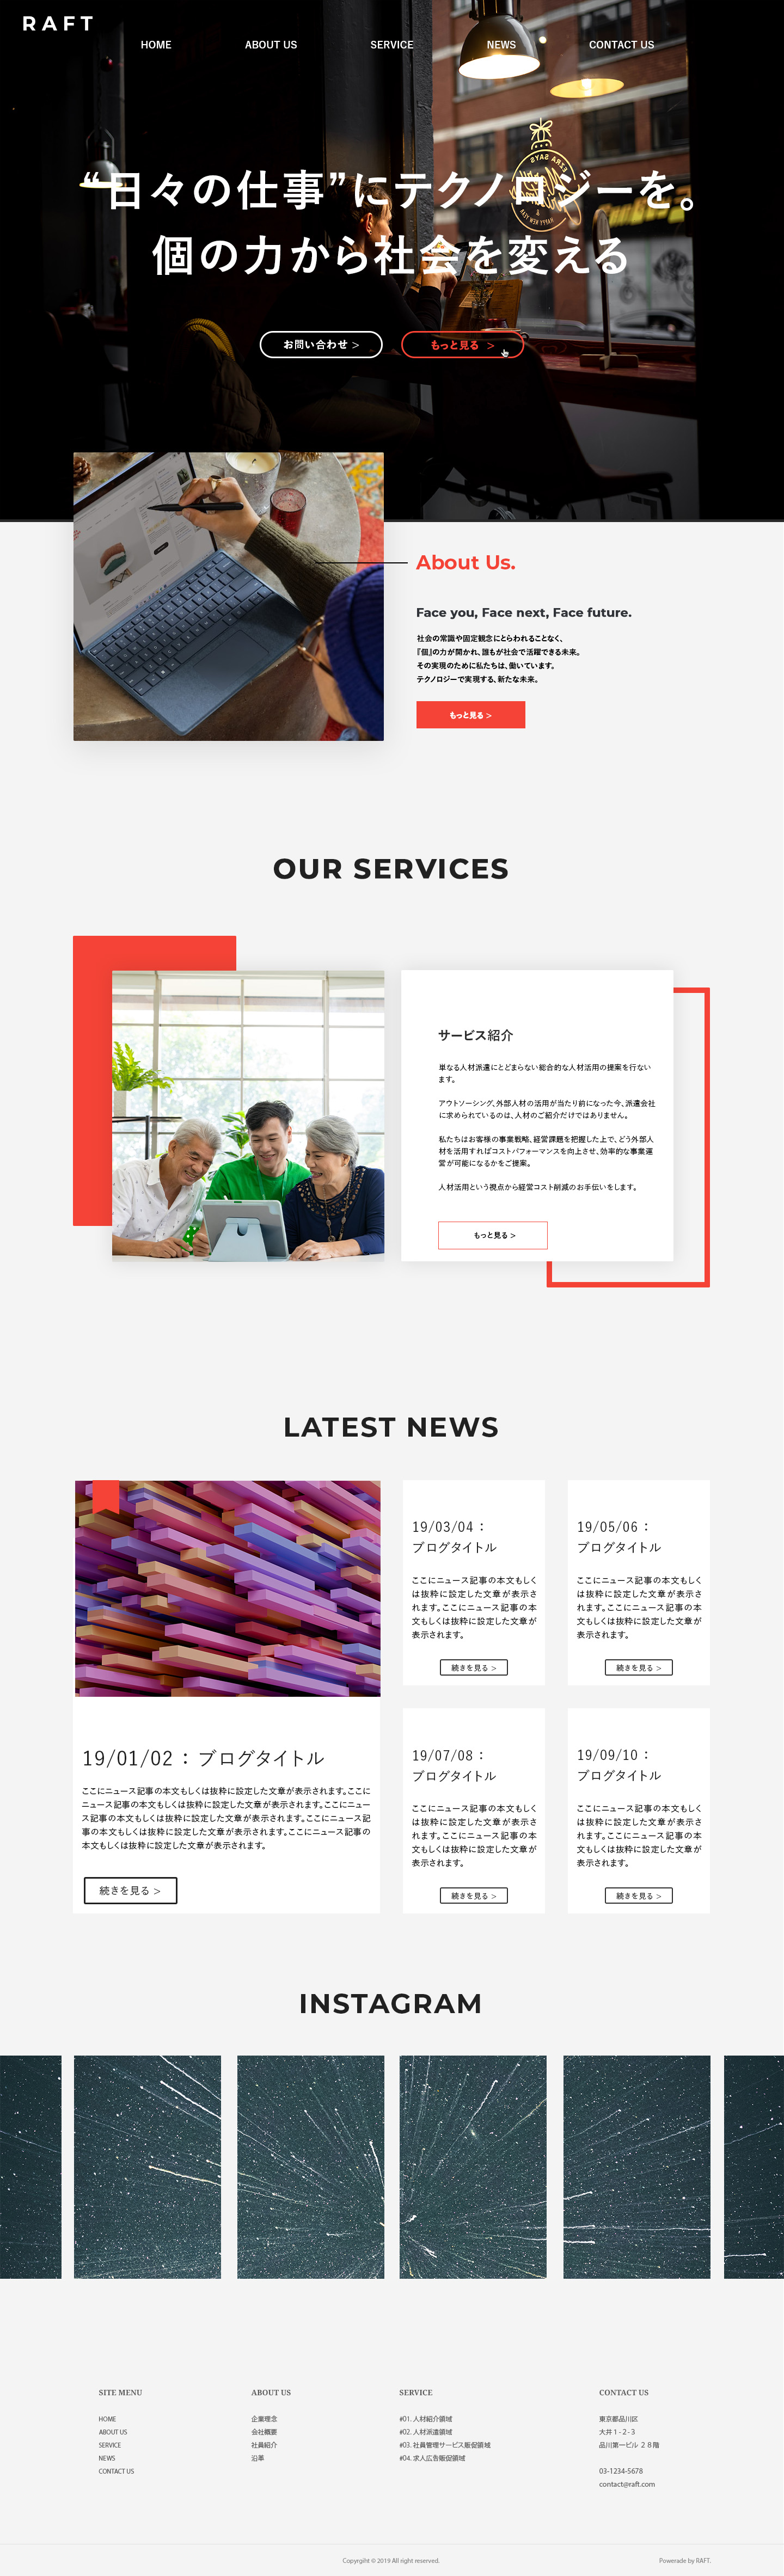 RAFT
HOME ABOUT US SERVICE NEWS CONTACT US
“日々の仕事”にテクノロジーを。
個の力から社会を変える
お問い合わせ >
もっと見る >
About Us.
Face you, Face next, Face future.
社会の常識や固定観念にとらわれることなく、
『個』の力が開かれ、誰もが社会で活躍できる未来。
その実現のために私たちは、働いています。
テクノロジーで実現する、新たな未来。
もっと見る >
OUR SERVICES
サービス紹介
単なる人材派遣にとどまらない総合的な人材活用の提案を行ない
ます。
アウトソーシング、外部人材の活用が当たり前になった今、派遣会社
に求められているのは、人材のご紹介だけではありません。
私たちはお客様の事業戦略、経営課題を把握した上で、どう外部人
材を活用すればコストパフォーマンスを向上させ、効率的な事業運
営が可能になるかをご提案。
人材活用という視点から経営コスト削減のお手伝いをします。
もっと見る >
LATEST NEWS
19/01/02 : ブログタイトル
ここにニュース記事の本文もしくは抜粋に設定した文章が表示されます。ここに
ニュース記事の本文もしくは抜粋に設定した文章が表示されます。ここにニュー
ス記事の本文もしくは抜粋に設定した文章が表示されます。ここにニュース記
事の本文もしくは抜粋に設定した文章が表示されます。ここにニュース記事の
本文もしくは抜粋に設定した文章が表示されます。
続きを見る >
19/03/04 :
ブログタイトル
ここにニュース記事の本文もしく
は抜粋に設定した文章が表示さ
れます。ここにニュース記事の本
文もしくは抜粋に設定した文章が
表示されます。
続きを見る >
19/05/06 :
ブログタイトル
ここにニュース記事の本文もしく
は抜粋に設定した文章が表示さ
れます。ここにニュース記事の本
文もしくは抜粋に設定した文章が
表示されます。
続きを見る >
19/07/08 :
ブログタイトル
ここにニュース記事の本文もしく
は抜粋に設定した文章が表示さ
れます。ここにニュース記事の本
文もしくは抜粋に設定した文章が
表示されます。
続きを見る >
19/09/10 :
ブログタイトル
ここにニュース記事の本文もしく
は抜粋に設定した文章が表示さ
れます。ここにニュース記事の本
文もしくは抜粋に設定した文章が
表示されます。
続きを見る >
INSTAGRAM
SITE MENU
HOME
ABOUT US
SERVICE
NEWS
CONTACT US
ABOUT US
企業理念
会社概要
社員紹介
沿革
SERVICE
#01. 人材紹介領域
#02. 人材派遣領域
#03. 社員管理サービス販促領域
#04. 求人広告販促領域
CONTACT US
東京都品川区
大井１-２-３
品川第一ビル ２８階
03-1234-5678
contact@raft.com
Copyrgiht © 2019 All right reserved.
Powerade by RAFT.